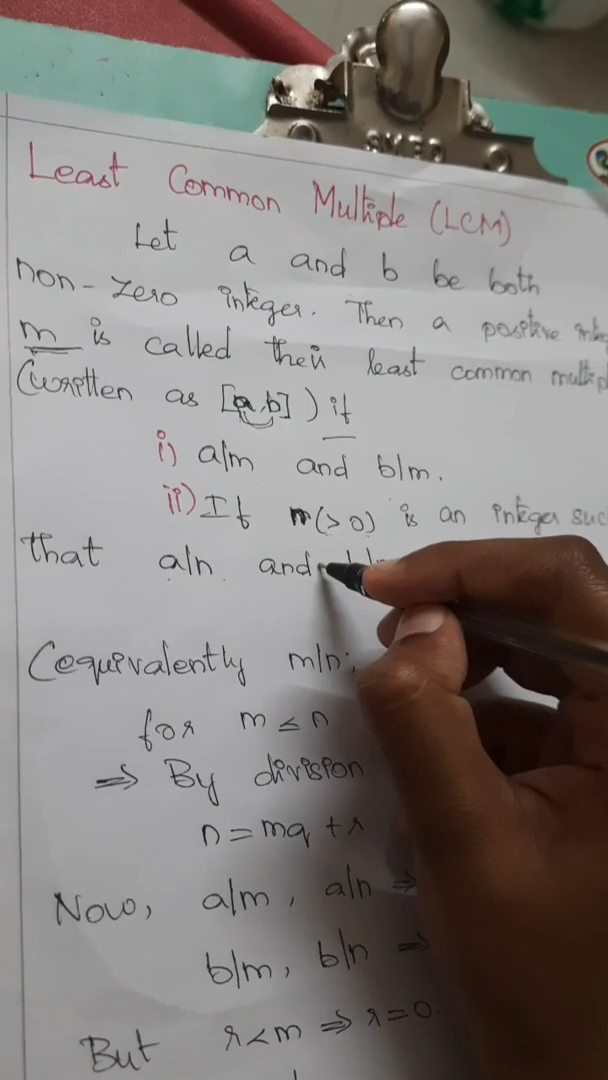 Least Common Multiple (LCM)
Let a and b be both
non-zero integer. Then a positive
m is called their least common
(written as [a,b]) if
i) a/m and b/m.
ii) If n(>0) is an integer
that a/n and
(equivalently m/n;
for m ≤ n
⇒ By division
n = mq + r
Now, a/m, a/n ⇒
b/m, b/n ⇒
But r<m ⇒ r=0